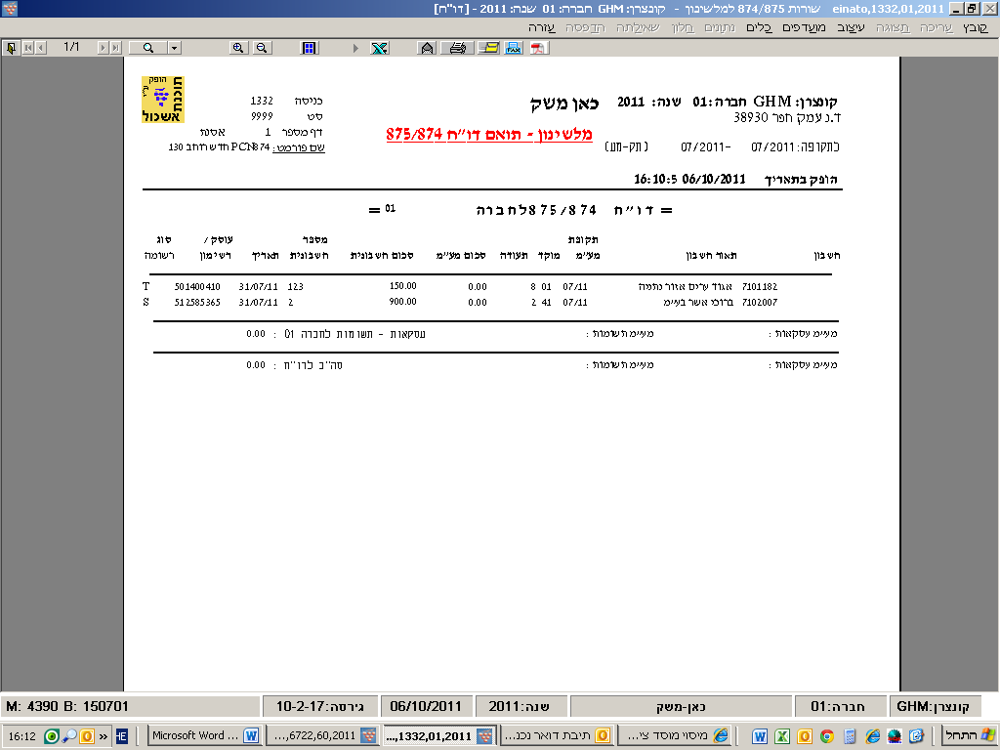 שורות 874/875 למלשינון - קונצרן: GHM חברה: 01 שנה: 2011 - [דו"ח] einato,1332,01,2011
קובץ עריכה תצוגה עיצוב מועדפים כלים נתונים חלון שאילתה הדפסה עזרה
1/1
קונצרן: GHM חברה: 01 שנה: 2011 כאן משק כניסה 1332
ד.נ עמק חפר 38930 סט 9999
מלשינון - תואם דו"ח 875/874 דף מספר 1 אסנת
לתקופה: 07/2011 -07/2011 (תק-מע) שם פורמט: PCN874 חדש רוחב 130
הופק ב
תוכנת
אשכול
הופק בתאריך 06/10/2011 16:10:5
= דו"ח 875/874 לחברה 01 =
חשבון תאור חשבון תקופת מע"מ מוקד תעודה סכום מע"מ סכום חשבונית מספר חשבונית תאריך עוסק / רשימון סוג רשומה
7101182 אגוד ערים אזור נתניה 07/11 01 8 0.00 150.00 123 31/07/11 501400410 T
7102007 ברוכי אשר בע"מ 07/11 41 2 0.00 900.00 2 31/07/11 512585365 S
מע"מ עסקאות : מע"מ תשומות : עסקאות - תשומות לחברה 01 : 0.00
מע"מ עסקאות : מע"מ תשומות : סה"כ לדו"ח : 0.00
קונצרן:GHM חברה:01 כאן-משק שנה:2011 06/10/2011 גירסה:10-2-17 M: 4390 B: 150701
התחל מיסוי מוסד צי... תיבת דואר נכנ... ...,1332,01,2011 ...,6722,60,2011 Microsoft Word ... HE 16:12